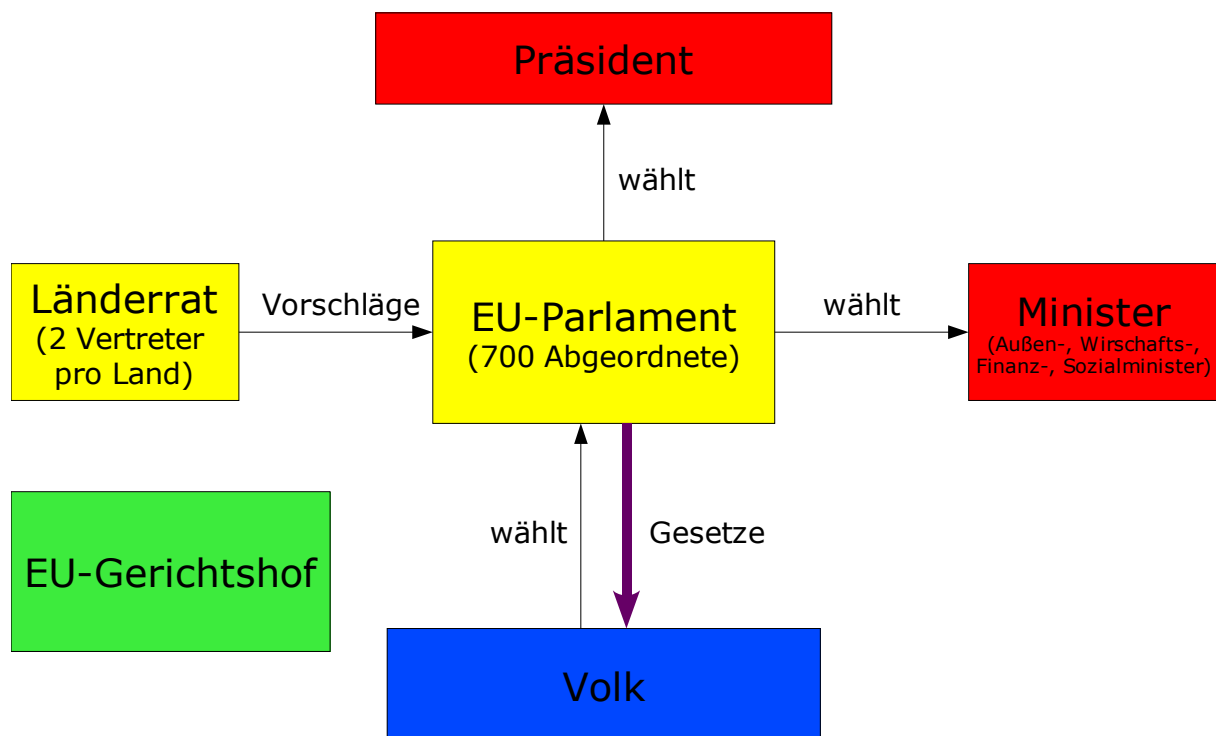 Präsident
wählt
Länderrat
(2 Vertreter
pro Land)
Vorschläge
EU-Parlament
(700 Abgeordnete)
wählt
Minister
(Außen-, Wirschafts-,
Finanz-, Sozialminister)
EU-Gerichtshof
wählt
Gesetze
Volk